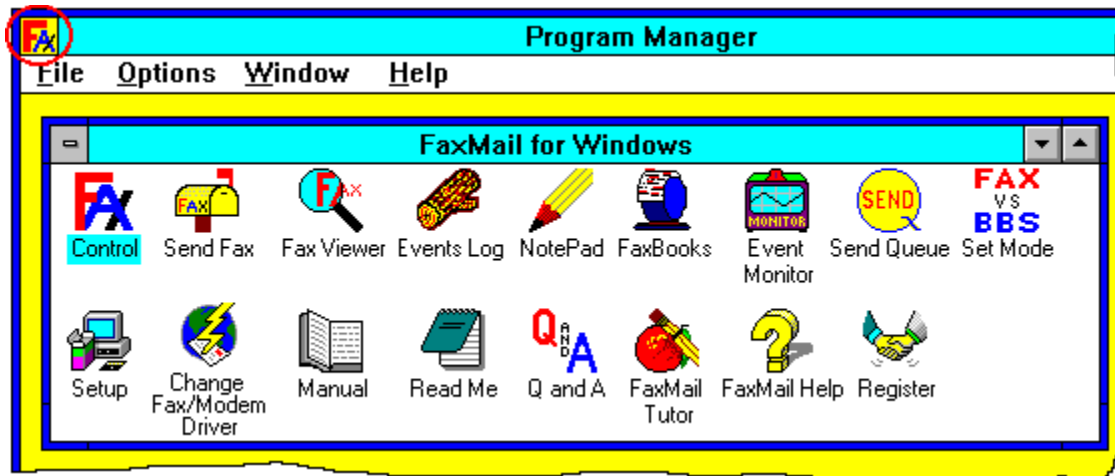 FAX
Program Manager
File Options Window Help
FaxMail for Windows
FAX
FAX
FAX
SEND
FAX
VS
BBS
MONITOR
Control Send Fax Fax Viewer Events Log NotePad FaxBooks Event Monitor Send Queue Set Mode
Q AND A
Setup Change Fax/Modem Driver Manual Read Me Q and A FaxMail Tutor FaxMail Help Register